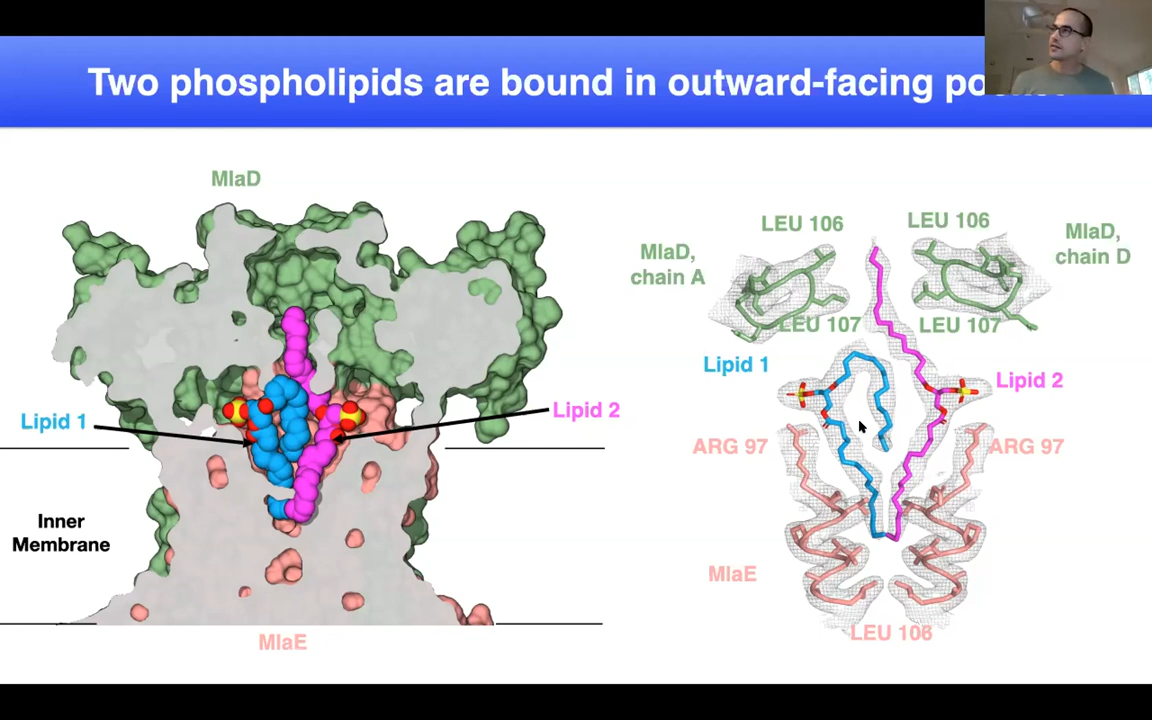 Two phospholipids are bound in outward-facing
MlaD
Lipid 1
Lipid 2
Inner
Membrane
MlaE
LEU 106
LEU 106
MlaD,
chain A
MlaD,
chain D
LEU 107
LEU 107
Lipid 1
Lipid 2
ARG 97
ARG 97
MlaE
LEU 108